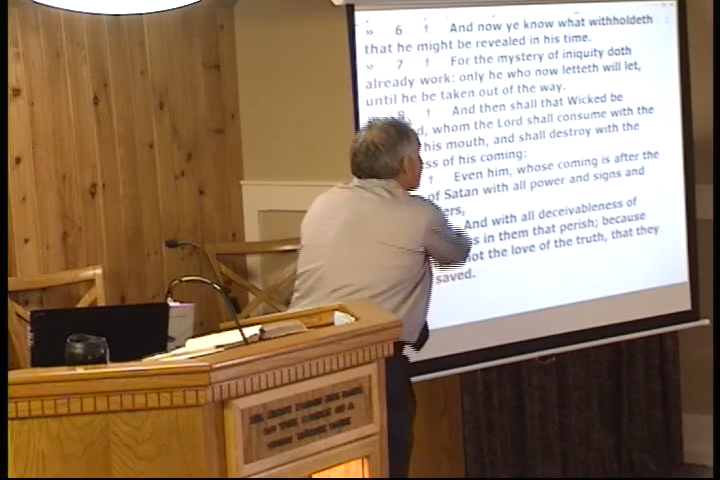 » 6 † And now ye know what withholdeth
that he might be revealed in his time.
» 7 † For the mystery of iniquity doth
already work: only he who now letteth will let,
until he be taken out of the way.
8 † And then shall that Wicked be
d, whom the Lord shall consume with the
his mouth, and shall destroy with the
ss of his coming:
† Even him, whose coming is after the
of Satan with all power and signs and
ers,
And with all deceivableness of
s in them that perish; because
not the love of the truth, that they
saved.